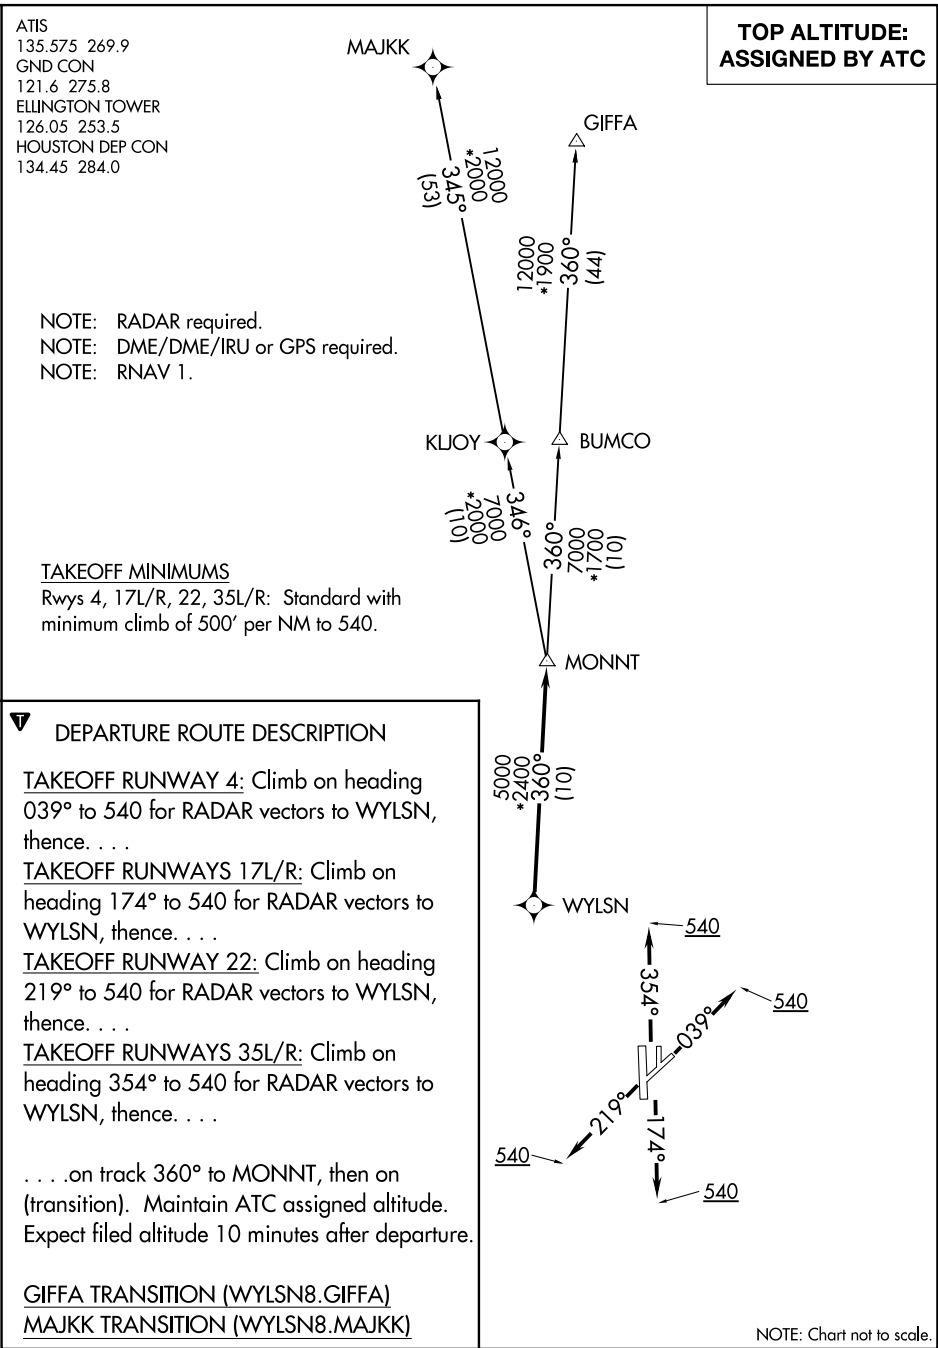 ATIS
135.575 269.9
GND CON
121.6 275.8
ELLINGTON TOWER
126.05 253.5
HOUSTON DEP CON
134.45 284.0
TOP ALTITUDE:
ASSIGNED BY ATC
MAJKK
GIFFA
12000
*2000
345°
(53)
12000
*1900
360°
(44)
NOTE: RADAR required.
NOTE: DME/DME/IRU or GPS required.
NOTE: RNAV 1.
KLJOY
BUMCO
346°
7000
*2000
(10)
360°
7000
*1700
(10)
TAKEOFF MINIMUMS
Rwys 4, 17L/R, 22, 35L/R: Standard with
minimum climb of 500' per NM to 540.
MONNT
5000
*2400
360°
(10)
WYLSN
T
DEPARTURE ROUTE DESCRIPTION
TAKEOFF RUNWAY 4: Climb on heading
039° to 540 for RADAR vectors to WYLSN,
thence. . . .
TAKEOFF RUNWAYS 17L/R: Climb on
heading 174° to 540 for RADAR vectors to
WYLSN, thence. . . .
TAKEOFF RUNWAY 22: Climb on heading
219° to 540 for RADAR vectors to WYLSN,
thence. . . .
TAKEOFF RUNWAYS 35L/R: Climb on
heading 354° to 540 for RADAR vectors to
WYLSN, thence. . . .
. . . .on track 360° to MONNT, then on
(transition). Maintain ATC assigned altitude.
Expect filed altitude 10 minutes after departure.
GIFFA TRANSITION (WYLSN8.GIFFA)
MAJKK TRANSITION (WYLSN8.MAJKK)
540
354°
540
039°
219°
540
174°
540
NOTE: Chart not to scale.